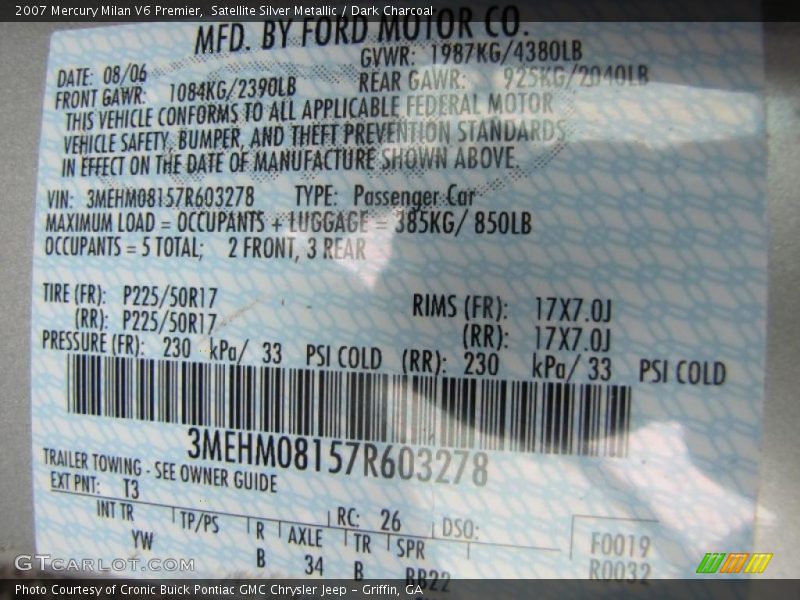 2007 Mercury Milan V6 Premier,  Satellite Silver Metallic / Dark Charcoal
MFD. BY FORD MOTOR CO.
DATE: 08/06 GVWR: 1987KG/4380LB
FRONT GAWR: 1084KG/2390LB REAR GAWR: 925KG/2040LB
THIS VEHICLE CONFORMS TO ALL APPLICABLE FEDERAL MOTOR
VEHICLE SAFETY, BUMPER, AND THEFT PREVENTION STANDARDS
IN EFFECT ON THE DATE OF MANUFACTURE SHOWN ABOVE.
VIN: 3MEHM08157R603278 TYPE: Passenger Car
MAXIMUM LOAD = OCCUPANTS + LUGGAGE = 385KG/ 850LB
OCCUPANTS = 5 TOTAL; 2 FRONT, 3 REAR
TIRE (FR): P225/50R17 RIMS (FR): 17X7.0J
(RR): P225/50R17 (RR): 17X7.0J
PRESSURE (FR): 230 kPa/ 33 PSI COLD (RR): 230 kPa/ 33 PSI COLD
3MEHM08157R603278
TRAILER TOWING - SEE OWNER GUIDE
EXT PNT: T3 RC: 26 DSO:
INT TR TP/PS R AXLE TR SPR F0019
YW B 34 B BB22 R0032
GTcarlot.com
Photo Courtesy of Cronic Buick Pontiac GMC Chrysler Jeep – Griffin, GA